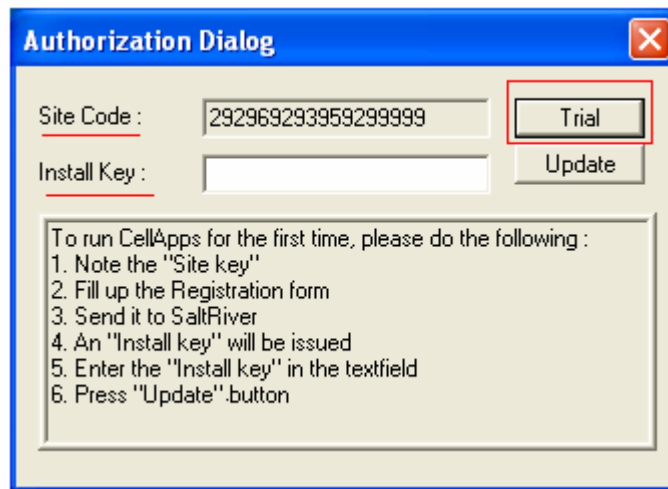 Authorization Dialog
Site Code : 292969293959299999 Trial
Install Key : Update
To run CellApps for the first time, please do the following :
1. Note the "Site key"
2. Fill up the Registration form
3. Send it to SaltRiver
4. An "Install key" will be issued
5. Enter the "Install key" in the textfield
6. Press "Update".button